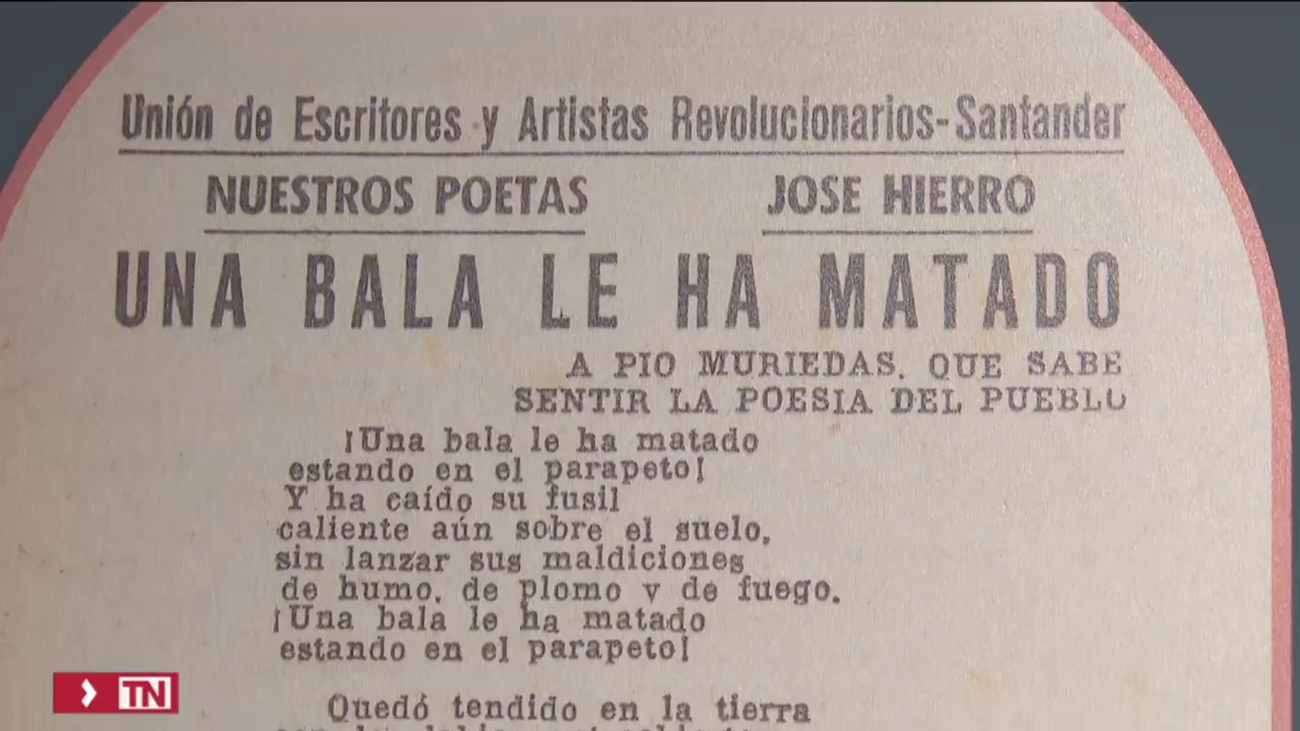 Unión de Escritores y Artistas Revolucionarios-Santander
NUESTROS POETAS JOSE HIERRO
UNA BALA LE HA MATADO
A PIO MURIEDAS, QUE SABE
SENTIR LA POESIA DEL PUEBLO
¡Una bala le ha matado
estando en el parapeto!
Y ha caído su fusil
caliente aún sobre el suelo,
sin lanzar sus maldiciones
de humo, de plomo y de fuego.
¡Una bala le ha matado
estando en el parapeto!
Quedó tendido en la tierra
TN